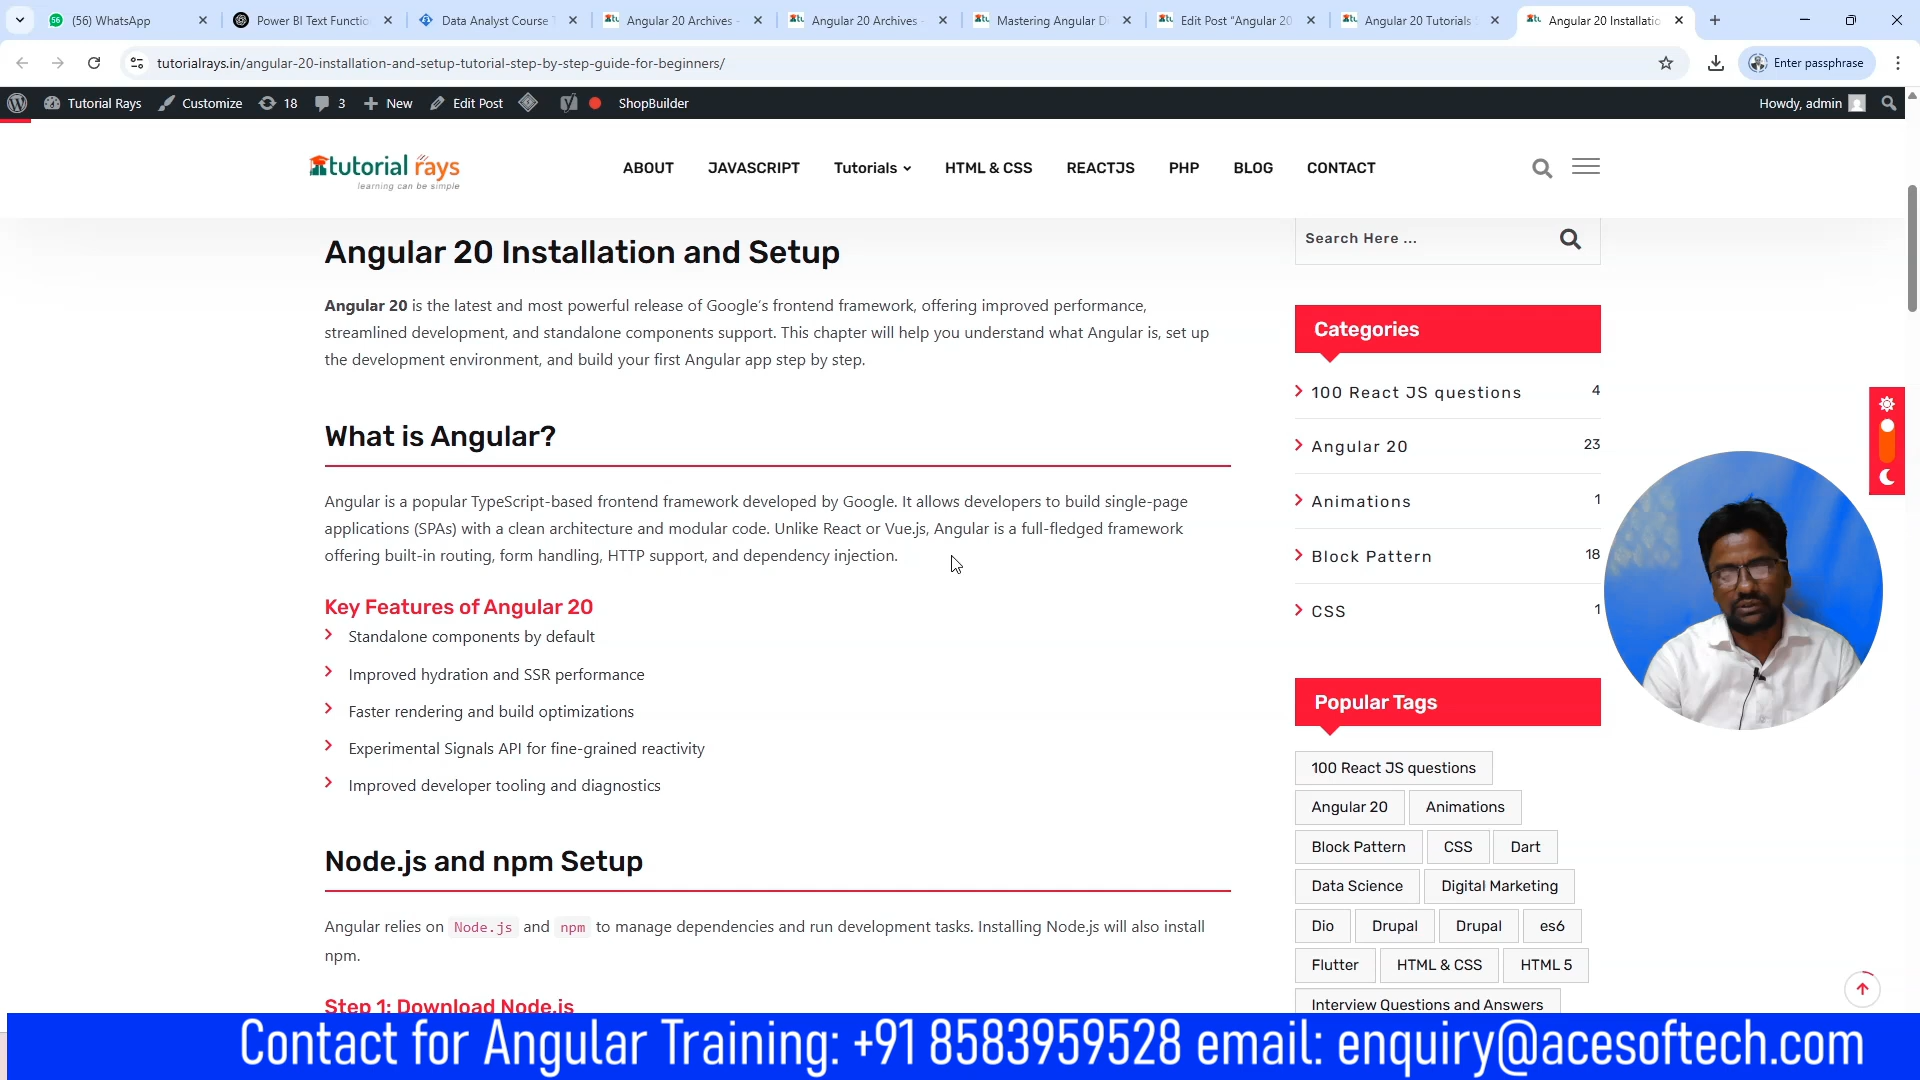 (56) WhatsApp
Power BI Text Functio
Data Analyst Course
Angular 20 Archives -
Angular 20 Archives -
Mastering Angular Di
Edit Post "Angular 20
Angular 20 Tutorials
Angular 20 Installatio
tutorialrays.in/angular-20-installation-and-setup-tutorial-step-by-step-guide-for-beginners/
Enter passphrase
Tutorial Rays
Customize
18
3
New
Edit Post
ShopBuilder
Howdy, admin
tutorial rays
learning can be simple
ABOUT
JAVASCRIPT
Tutorials
HTML & CSS
REACTJS
PHP
BLOG
CONTACT
Angular 20 Installation and Setup
Angular 20 is the latest and most powerful release of Google's frontend framework, offering improved performance,
streamlined development, and standalone components support. This chapter will help you understand what Angular is, set up
the development environment, and build your first Angular app step by step.
What is Angular?
Angular is a popular TypeScript-based frontend framework developed by Google. It allows developers to build single-page
applications (SPAs) with a clean architecture and modular code. Unlike React or Vue.js, Angular is a full-fledged framework
offering built-in routing, form handling, HTTP support, and dependency injection.
Key Features of Angular 20
Standalone components by default
Improved hydration and SSR performance
Faster rendering and build optimizations
Experimental Signals API for fine-grained reactivity
Improved developer tooling and diagnostics
Node.js and npm Setup
Angular relies on Node.js and npm to manage dependencies and run development tasks. Installing Node.js will also install
npm.
Step 1: Download Node.js
Search Here ...
Categories
100 React JS questions 4
Angular 20 23
Animations 1
Block Pattern 18
CSS 1
Popular Tags
100 React JS questions
Angular 20 Animations
Block Pattern CSS Dart
Data Science Digital Marketing
Dio Drupal Drupal es6
Flutter HTML & CSS HTML 5
Interview Questions and Answers
Contact for Angular Training: +91 8583959528 email: enquiry@acesoftech.com